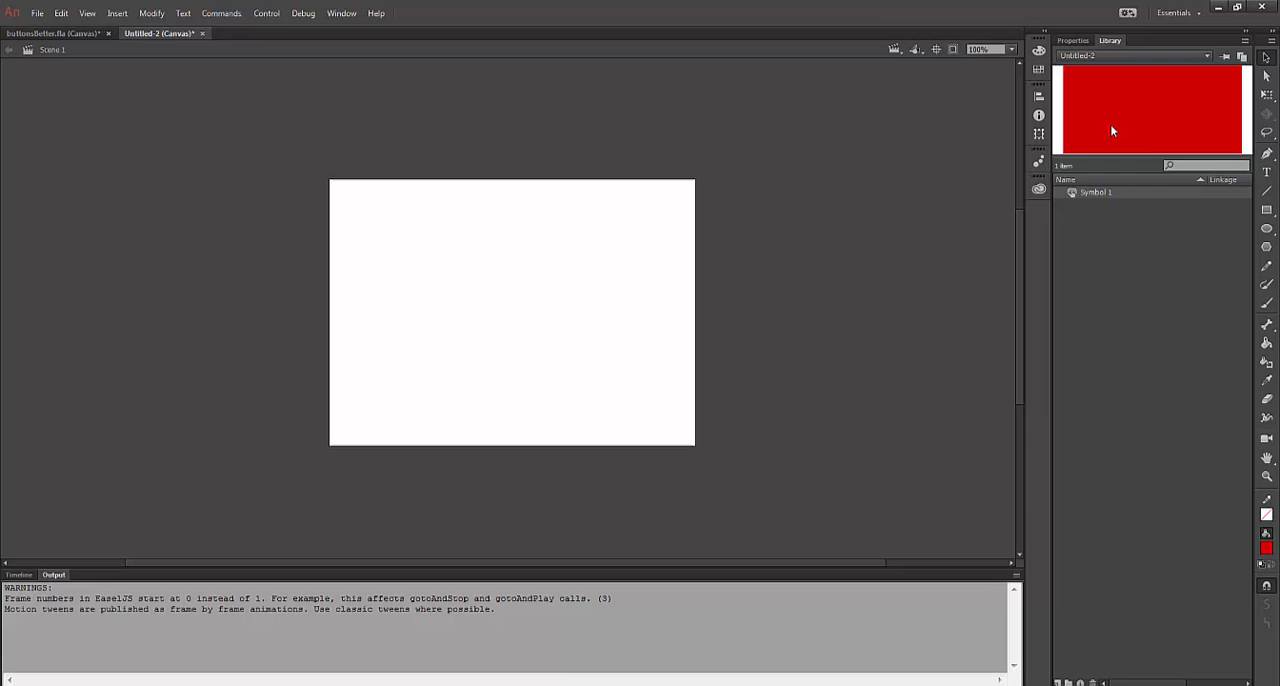 An File Edit View Insert Modify Text Commands Control Debug Window Help Essentials
buttonsBetter.fla (Canvas)* × Untitled-2 (Canvas)* ×
Scene 1 100%
Properties Library
Untitled-2
1 item
Name Linkage
Symbol 1
Timeline Output
WARNINGS:
Frame numbers in EaselJS start at 0 instead of 1. For example, this affects gotoAndStop and gotoAndPlay calls. (3)
Motion tweens are published as frame by frame animations. Use classic tweens where possible.